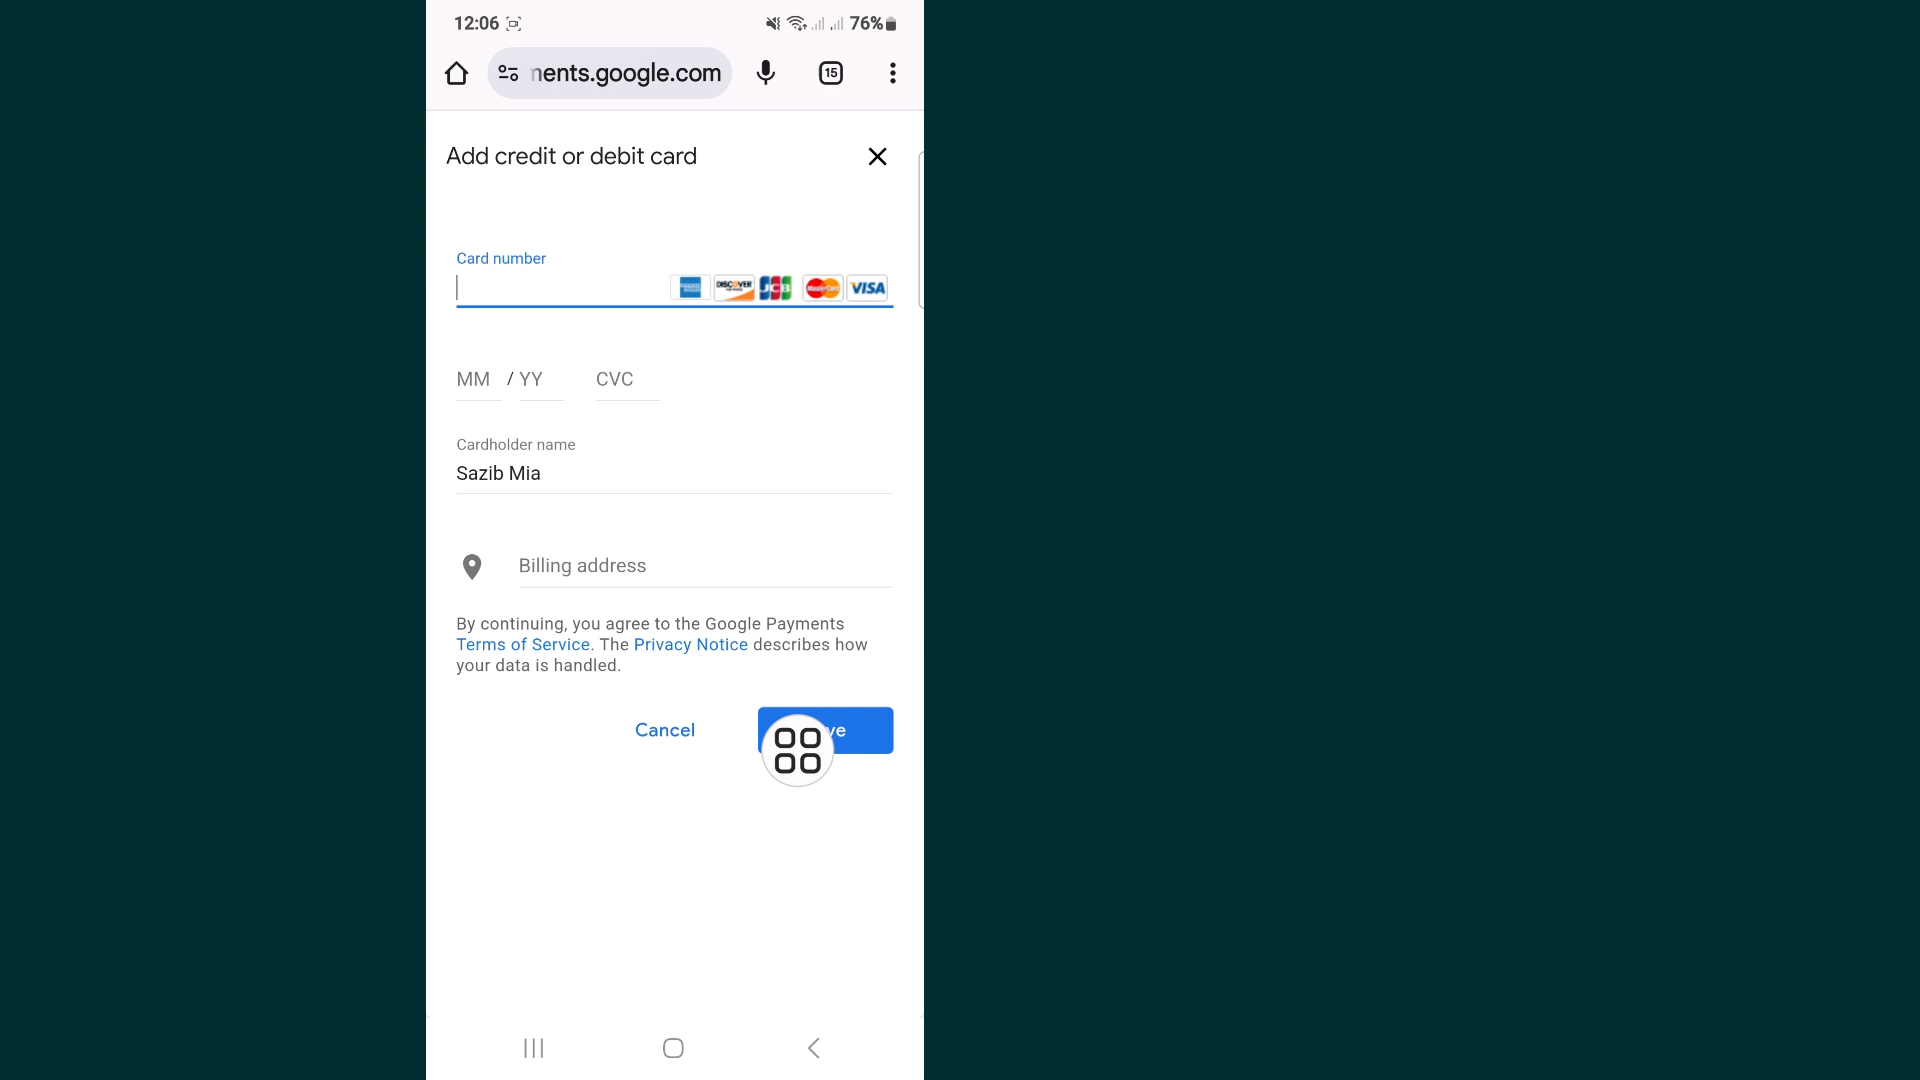 12:06
76%
nents.google.com
15
Add credit or debit card
Card number
DISCOVER
JCB
MasterCard
VISA
MM / YY CVC
Cardholder name
Sazib Mia
Billing address
By continuing, you agree to the Google Payments
Terms of Service. The Privacy Notice describes how
your data is handled.
Cancel
ve